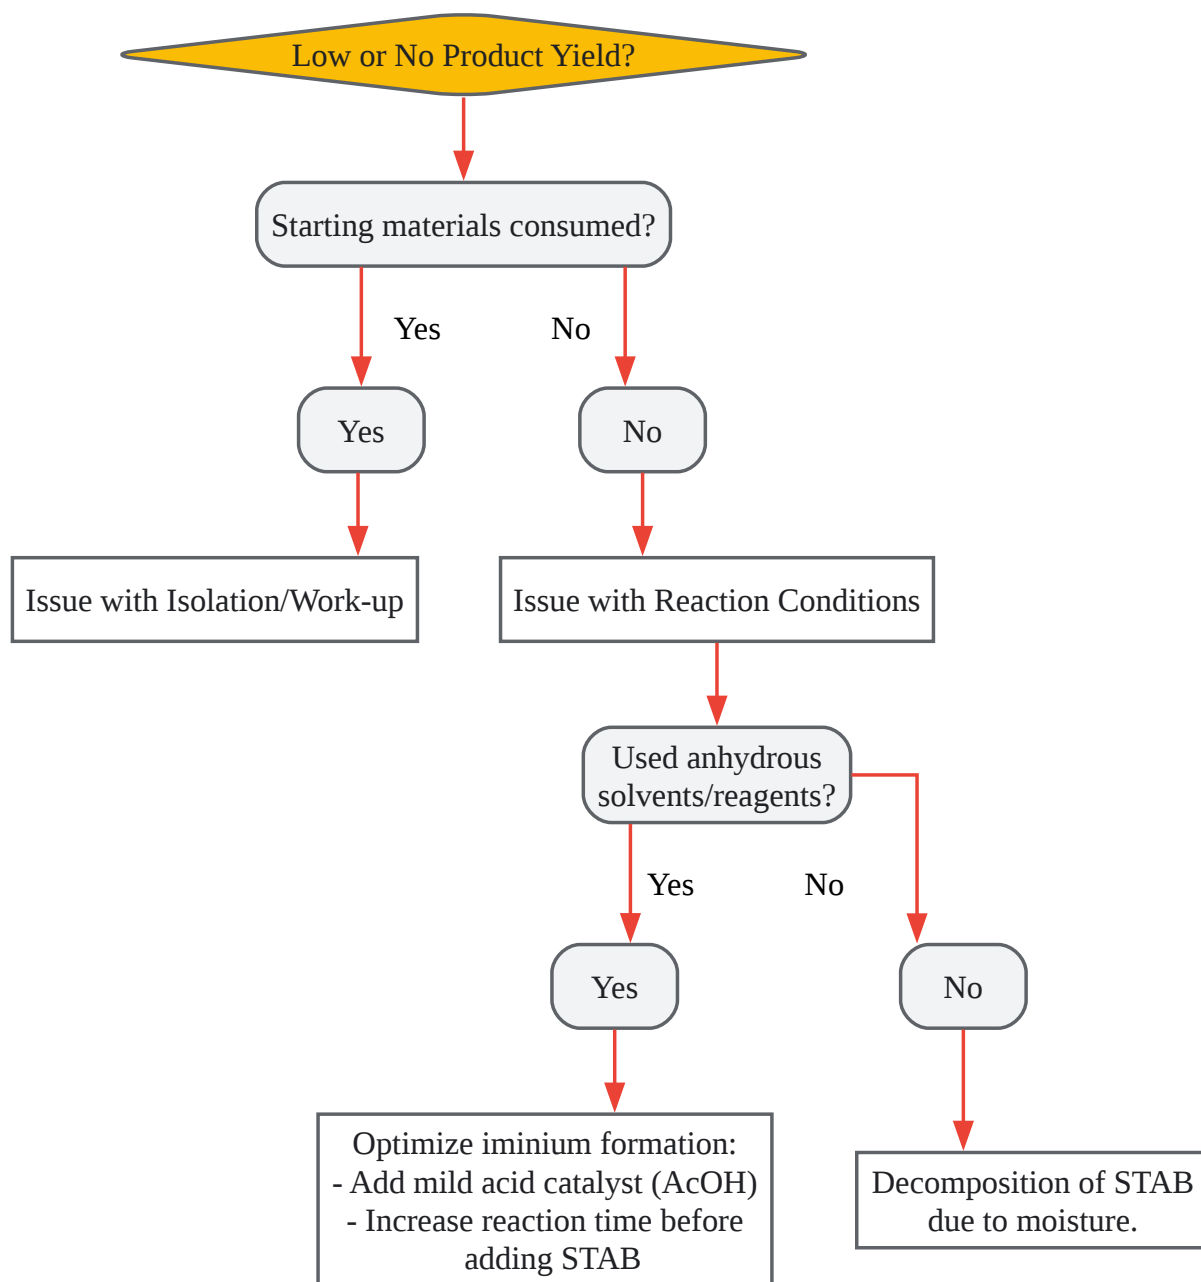 Low or No Product Yield?
Starting materials consumed?
Yes
No
Yes
No
Issue with Isolation/Work-up
Issue with Reaction Conditions
Used anhydrous
solvents/reagents?
Yes
No
Yes
No
Optimize iminium formation:
- Add mild acid catalyst (AcOH)
- Increase reaction time before
adding STAB
Decomposition of STAB
due to moisture.